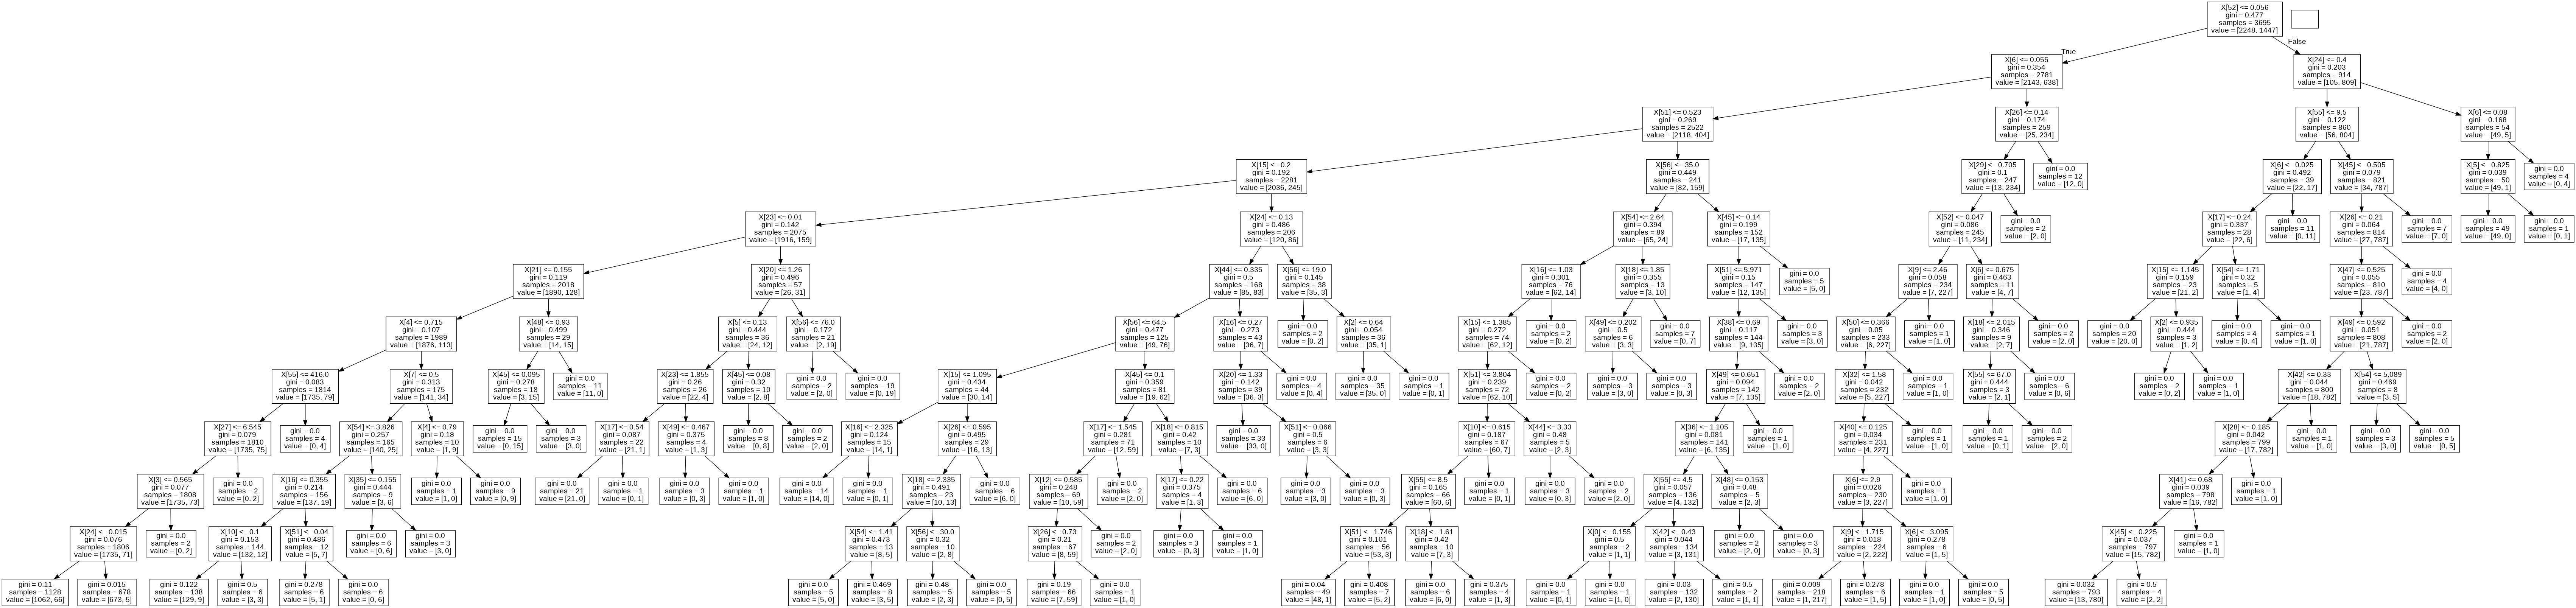 X[52] <= 0.056
gini = 0.477
samples = 3695
value = [2248, 1447]
True
False
X[6] <= 0.055
gini = 0.354
samples = 2781
value = [2143, 638]
X[24] <= 0.4
gini = 0.203
samples = 914
value = [105, 809]
X[51] <= 0.523
gini = 0.269
samples = 2522
value = [2118, 404]
X[26] <= 0.14
gini = 0.174
samples = 259
value = [25, 234]
X[55] <= 9.5
gini = 0.122
samples = 860
value = [56, 804]
X[6] <= 0.08
gini = 0.168
samples = 54
value = [49, 5]
X[15] <= 0.2
gini = 0.192
samples = 2281
value = [2036, 245]
X[56] <= 35.0
gini = 0.449
samples = 241
value = [82, 159]
X[29] <= 0.705
gini = 0.1
samples = 247
value = [13, 234]
gini = 0.0
samples = 12
value = [12, 0]
X[6] <= 0.025
gini = 0.492
samples = 39
value = [22, 17]
X[45] <= 0.505
gini = 0.079
samples = 821
value = [34, 787]
X[5] <= 0.825
gini = 0.039
samples = 50
value = [49, 1]
gini = 0.0
samples = 4
value = [0, 4]
X[23] <= 0.01
gini = 0.142
samples = 2075
value = [1916, 159]
X[24] <= 0.13
gini = 0.486
samples = 206
value = [120, 86]
X[54] <= 2.64
gini = 0.394
samples = 89
value = [65, 24]
X[45] <= 0.14
gini = 0.199
samples = 152
value = [17, 135]
X[52] <= 0.047
gini = 0.086
samples = 245
value = [11, 234]
gini = 0.0
samples = 2
value = [2, 0]
X[17] <= 0.24
gini = 0.337
samples = 28
value = [22, 6]
gini = 0.0
samples = 11
value = [0, 11]
X[26] <= 0.21
gini = 0.064
samples = 814
value = [27, 787]
gini = 0.0
samples = 7
value = [7, 0]
gini = 0.0
samples = 49
value = [49, 0]
gini = 0.0
samples = 1
value = [0, 1]
X[21] <= 0.155
gini = 0.119
samples = 2018
value = [1890, 128]
X[20] <= 1.26
gini = 0.496
samples = 57
value = [26, 31]
X[44] <= 0.335
gini = 0.5
samples = 168
value = [85, 83]
X[56] <= 19.0
gini = 0.145
samples = 38
value = [35, 3]
X[16] <= 1.03
gini = 0.301
samples = 76
value = [62, 14]
X[18] <= 1.85
gini = 0.355
samples = 13
value = [3, 10]
X[51] <= 5.971
gini = 0.15
samples = 147
value = [12, 135]
gini = 0.0
samples = 5
value = [5, 0]
X[9] <= 2.46
gini = 0.058
samples = 234
value = [7, 227]
X[6] <= 0.675
gini = 0.463
samples = 11
value = [4, 7]
X[15] <= 1.145
gini = 0.159
samples = 23
value = [21, 2]
X[54] <= 1.71
gini = 0.32
samples = 5
value = [1, 4]
X[47] <= 0.525
gini = 0.055
samples = 810
value = [23, 787]
gini = 0.0
samples = 4
value = [4, 0]
X[4] <= 0.715
gini = 0.107
samples = 1989
value = [1876, 113]
X[48] <= 0.93
gini = 0.499
samples = 29
value = [14, 15]
X[5] <= 0.13
gini = 0.444
samples = 36
value = [24, 12]
X[56] <= 76.0
gini = 0.172
samples = 21
value = [2, 19]
X[56] <= 64.5
gini = 0.477
samples = 125
value = [49, 76]
X[16] <= 0.27
gini = 0.273
samples = 43
value = [36, 7]
gini = 0.0
samples = 2
value = [0, 2]
X[2] <= 0.64
gini = 0.054
samples = 36
value = [35, 1]
X[15] <= 1.385
gini = 0.272
samples = 74
value = [62, 12]
gini = 0.0
samples = 2
value = [0, 2]
X[49] <= 0.202
gini = 0.5
samples = 6
value = [3, 3]
gini = 0.0
samples = 7
value = [0, 7]
X[38] <= 0.69
gini = 0.117
samples = 144
value = [9, 135]
gini = 0.0
samples = 3
value = [3, 0]
X[50] <= 0.366
gini = 0.05
samples = 233
value = [6, 227]
gini = 0.0
samples = 1
value = [1, 0]
X[18] <= 2.015
gini = 0.346
samples = 9
value = [2, 7]
gini = 0.0
samples = 2
value = [2, 0]
gini = 0.0
samples = 20
value = [20, 0]
X[2] <= 0.935
gini = 0.444
samples = 3
value = [1, 2]
gini = 0.0
samples = 4
value = [0, 4]
gini = 0.0
samples = 1
value = [1, 0]
X[49] <= 0.592
gini = 0.051
samples = 808
value = [21, 787]
gini = 0.0
samples = 2
value = [2, 0]
X[55] <= 416.0
gini = 0.083
samples = 1814
value = [1735, 79]
X[7] <= 0.5
gini = 0.313
samples = 175
value = [141, 34]
X[45] <= 0.095
gini = 0.278
samples = 18
value = [3, 15]
gini = 0.0
samples = 11
value = [11, 0]
X[23] <= 1.855
gini = 0.26
samples = 26
value = [22, 4]
X[45] <= 0.08
gini = 0.32
samples = 10
value = [2, 8]
gini = 0.0
samples = 2
value = [2, 0]
gini = 0.0
samples = 19
value = [0, 19]
X[15] <= 1.095
gini = 0.434
samples = 44
value = [30, 14]
X[45] <= 0.1
gini = 0.359
samples = 81
value = [19, 62]
X[20] <= 1.33
gini = 0.142
samples = 39
value = [36, 3]
gini = 0.0
samples = 4
value = [0, 4]
gini = 0.0
samples = 35
value = [35, 0]
gini = 0.0
samples = 1
value = [0, 1]
X[51] <= 3.804
gini = 0.239
samples = 72
value = [62, 10]
gini = 0.0
samples = 2
value = [0, 2]
gini = 0.0
samples = 3
value = [3, 0]
gini = 0.0
samples = 3
value = [0, 3]
X[49] <= 0.651
gini = 0.094
samples = 142
value = [7, 135]
gini = 0.0
samples = 2
value = [2, 0]
X[32] <= 1.58
gini = 0.042
samples = 232
value = [5, 227]
gini = 0.0
samples = 1
value = [1, 0]
X[55] <= 67.0
gini = 0.444
samples = 3
value = [2, 1]
gini = 0.0
samples = 6
value = [0, 6]
gini = 0.0
samples = 2
value = [0, 2]
gini = 0.0
samples = 1
value = [1, 0]
X[42] <= 0.33
gini = 0.044
samples = 800
value = [18, 782]
X[54] <= 5.089
gini = 0.469
samples = 8
value = [3, 5]
X[27] <= 6.545
gini = 0.079
samples = 1810
value = [1735, 75]
gini = 0.0
samples = 4
value = [0, 4]
X[54] <= 3.826
gini = 0.257
samples = 165
value = [140, 25]
X[4] <= 0.79
gini = 0.18
samples = 10
value = [1, 9]
gini = 0.0
samples = 15
value = [0, 15]
gini = 0.0
samples = 3
value = [3, 0]
X[17] <= 0.54
gini = 0.087
samples = 22
value = [21, 1]
X[49] <= 0.467
gini = 0.375
samples = 4
value = [1, 3]
gini = 0.0
samples = 8
value = [0, 8]
gini = 0.0
samples = 2
value = [2, 0]
X[16] <= 2.325
gini = 0.124
samples = 15
value = [14, 1]
X[26] <= 0.595
gini = 0.495
samples = 29
value = [16, 13]
X[17] <= 1.545
gini = 0.281
samples = 71
value = [12, 59]
X[18] <= 0.815
gini = 0.42
samples = 10
value = [7, 3]
gini = 0.0
samples = 33
value = [33, 0]
X[51] <= 0.066
gini = 0.5
samples = 6
value = [3, 3]
X[10] <= 0.615
gini = 0.187
samples = 67
value = [60, 7]
X[44] <= 3.33
gini = 0.48
samples = 5
value = [2, 3]
X[36] <= 1.105
gini = 0.081
samples = 141
value = [6, 135]
gini = 0.0
samples = 1
value = [1, 0]
X[40] <= 0.125
gini = 0.034
samples = 231
value = [4, 227]
gini = 0.0
samples = 1
value = [1, 0]
gini = 0.0
samples = 1
value = [0, 1]
gini = 0.0
samples = 2
value = [2, 0]
X[28] <= 0.185
gini = 0.042
samples = 799
value = [17, 782]
gini = 0.0
samples = 1
value = [1, 0]
gini = 0.0
samples = 3
value = [3, 0]
gini = 0.0
samples = 5
value = [0, 5]
X[3] <= 0.565
gini = 0.077
samples = 1808
value = [1735, 73]
gini = 0.0
samples = 2
value = [0, 2]
X[16] <= 0.355
gini = 0.214
samples = 156
value = [137, 19]
X[35] <= 0.155
gini = 0.444
samples = 9
value = [3, 6]
gini = 0.0
samples = 1
value = [1, 0]
gini = 0.0
samples = 9
value = [0, 9]
gini = 0.0
samples = 21
value = [21, 0]
gini = 0.0
samples = 1
value = [0, 1]
gini = 0.0
samples = 3
value = [0, 3]
gini = 0.0
samples = 1
value = [1, 0]
gini = 0.0
samples = 14
value = [14, 0]
gini = 0.0
samples = 1
value = [0, 1]
X[18] <= 2.335
gini = 0.491
samples = 23
value = [10, 13]
gini = 0.0
samples = 6
value = [6, 0]
X[12] <= 0.585
gini = 0.248
samples = 69
value = [10, 59]
gini = 0.0
samples = 2
value = [2, 0]
X[17] <= 0.22
gini = 0.375
samples = 4
value = [1, 3]
gini = 0.0
samples = 6
value = [6, 0]
gini = 0.0
samples = 3
value = [3, 0]
gini = 0.0
samples = 3
value = [0, 3]
X[55] <= 8.5
gini = 0.165
samples = 66
value = [60, 6]
gini = 0.0
samples = 1
value = [0, 1]
gini = 0.0
samples = 3
value = [0, 3]
gini = 0.0
samples = 2
value = [2, 0]
X[55] <= 4.5
gini = 0.057
samples = 136
value = [4, 132]
X[48] <= 0.153
gini = 0.48
samples = 5
value = [2, 3]
X[6] <= 2.9
gini = 0.026
samples = 230
value = [3, 227]
gini = 0.0
samples = 1
value = [1, 0]
X[41] <= 0.68
gini = 0.039
samples = 798
value = [16, 782]
gini = 0.0
samples = 1
value = [1, 0]
X[24] <= 0.015
gini = 0.076
samples = 1806
value = [1735, 71]
gini = 0.0
samples = 2
value = [0, 2]
X[10] <= 0.1
gini = 0.153
samples = 144
value = [132, 12]
X[51] <= 0.04
gini = 0.486
samples = 12
value = [5, 7]
gini = 0.0
samples = 6
value = [0, 6]
gini = 0.0
samples = 3
value = [3, 0]
X[54] <= 1.41
gini = 0.473
samples = 13
value = [8, 5]
X[56] <= 30.0
gini = 0.32
samples = 10
value = [2, 8]
X[26] <= 0.73
gini = 0.21
samples = 67
value = [8, 59]
gini = 0.0
samples = 2
value = [2, 0]
gini = 0.0
samples = 3
value = [0, 3]
gini = 0.0
samples = 1
value = [1, 0]
X[51] <= 1.746
gini = 0.101
samples = 56
value = [53, 3]
X[18] <= 1.61
gini = 0.42
samples = 10
value = [7, 3]
X[0] <= 0.155
gini = 0.5
samples = 2
value = [1, 1]
X[42] <= 0.43
gini = 0.044
samples = 134
value = [3, 131]
gini = 0.0
samples = 2
value = [2, 0]
gini = 0.0
samples = 3
value = [0, 3]
X[9] <= 1.715
gini = 0.018
samples = 224
value = [2, 222]
X[6] <= 3.095
gini = 0.278
samples = 6
value = [1, 5]
X[45] <= 0.225
gini = 0.037
samples = 797
value = [15, 782]
gini = 0.0
samples = 1
value = [1, 0]
gini = 0.11
samples = 1128
value = [1062, 66]
gini = 0.015
samples = 678
value = [673, 5]
gini = 0.122
samples = 138
value = [129, 9]
gini = 0.5
samples = 6
value = [3, 3]
gini = 0.278
samples = 6
value = [5, 1]
gini = 0.0
samples = 6
value = [0, 6]
gini = 0.0
samples = 5
value = [5, 0]
gini = 0.469
samples = 8
value = [3, 5]
gini = 0.48
samples = 5
value = [2, 3]
gini = 0.0
samples = 5
value = [0, 5]
gini = 0.19
samples = 66
value = [7, 59]
gini = 0.0
samples = 1
value = [1, 0]
gini = 0.04
samples = 49
value = [48, 1]
gini = 0.408
samples = 7
value = [5, 2]
gini = 0.0
samples = 6
value = [6, 0]
gini = 0.375
samples = 4
value = [1, 3]
gini = 0.0
samples = 1
value = [0, 1]
gini = 0.0
samples = 1
value = [1, 0]
gini = 0.03
samples = 132
value = [2, 130]
gini = 0.5
samples = 2
value = [1, 1]
gini = 0.009
samples = 218
value = [1, 217]
gini = 0.278
samples = 6
value = [1, 5]
gini = 0.0
samples = 1
value = [1, 0]
gini = 0.0
samples = 5
value = [0, 5]
gini = 0.032
samples = 793
value = [13, 780]
gini = 0.5
samples = 4
value = [2, 2]